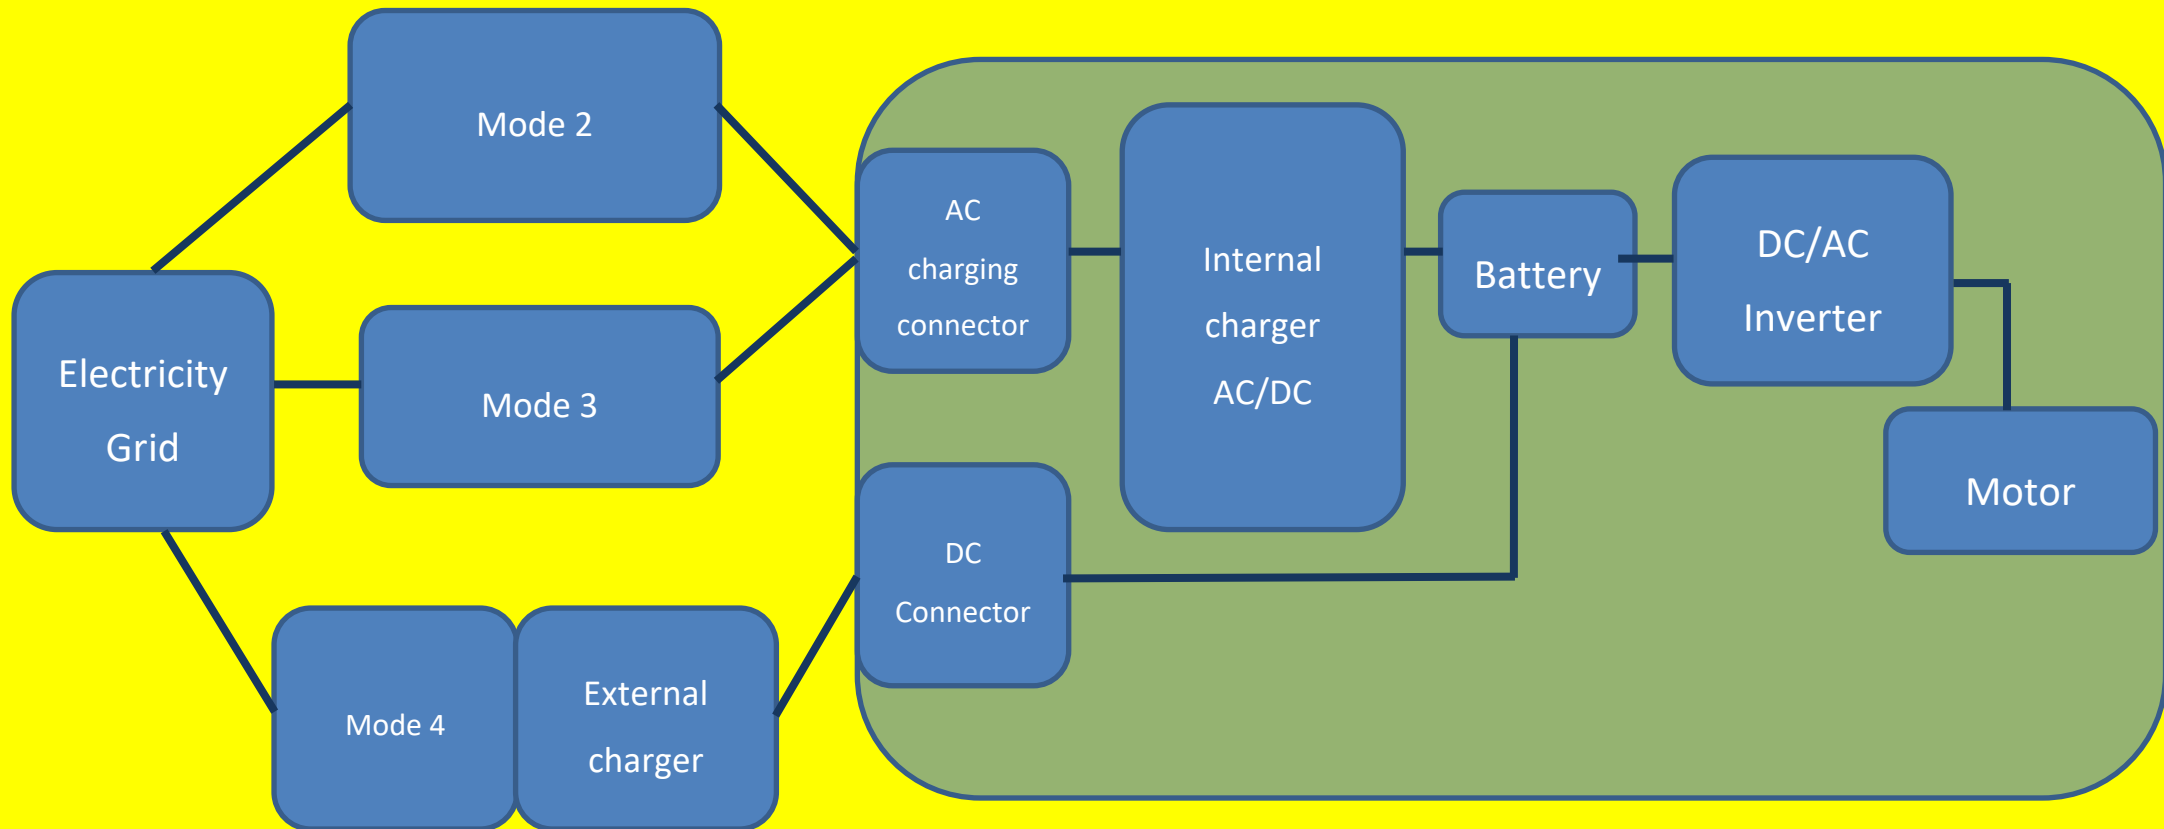 Mode 2
Electricity
Grid
Mode 3
Mode 4
External
charger
AC
charging
connector
DC
Connector
Internal
charger
AC/DC
Battery
DC/AC
Inverter
Motor